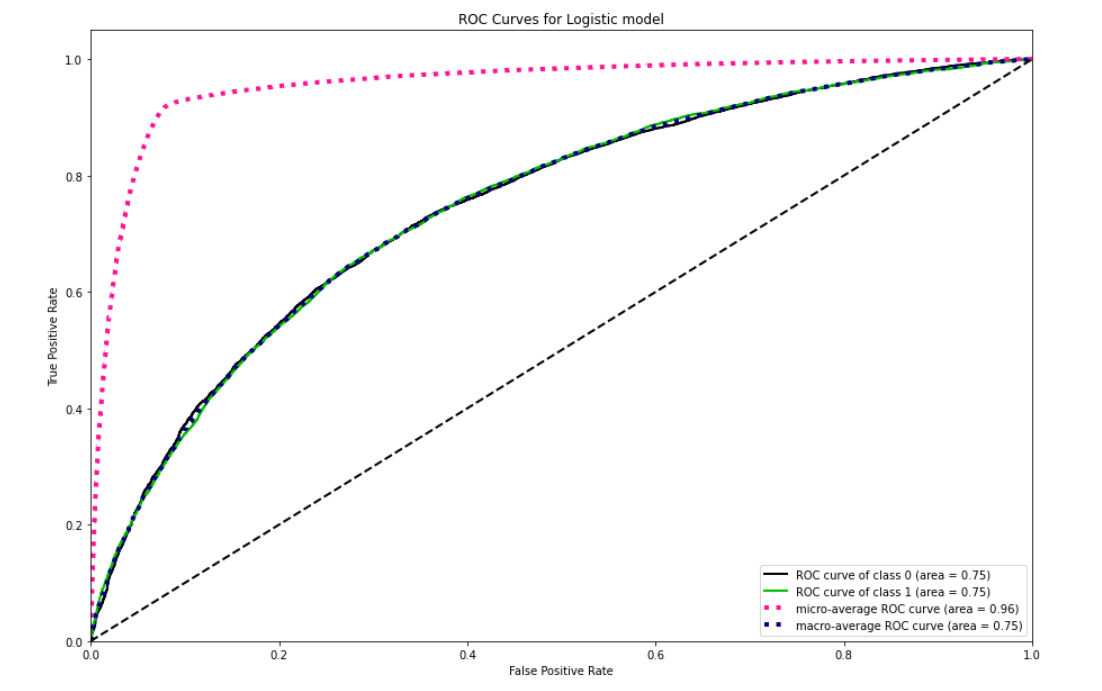 ROC Curves for Logistic model
1.0
0.8
0.6
0.4
0.2
0.0
True Positive Rate
0.0 0.2 0.4 0.6 0.8 1.0
False Positive Rate
ROC curve of class 0 (area = 0.75)
ROC curve of class 1 (area = 0.75)
micro-average ROC curve (area = 0.96)
macro-average ROC curve (area = 0.75)